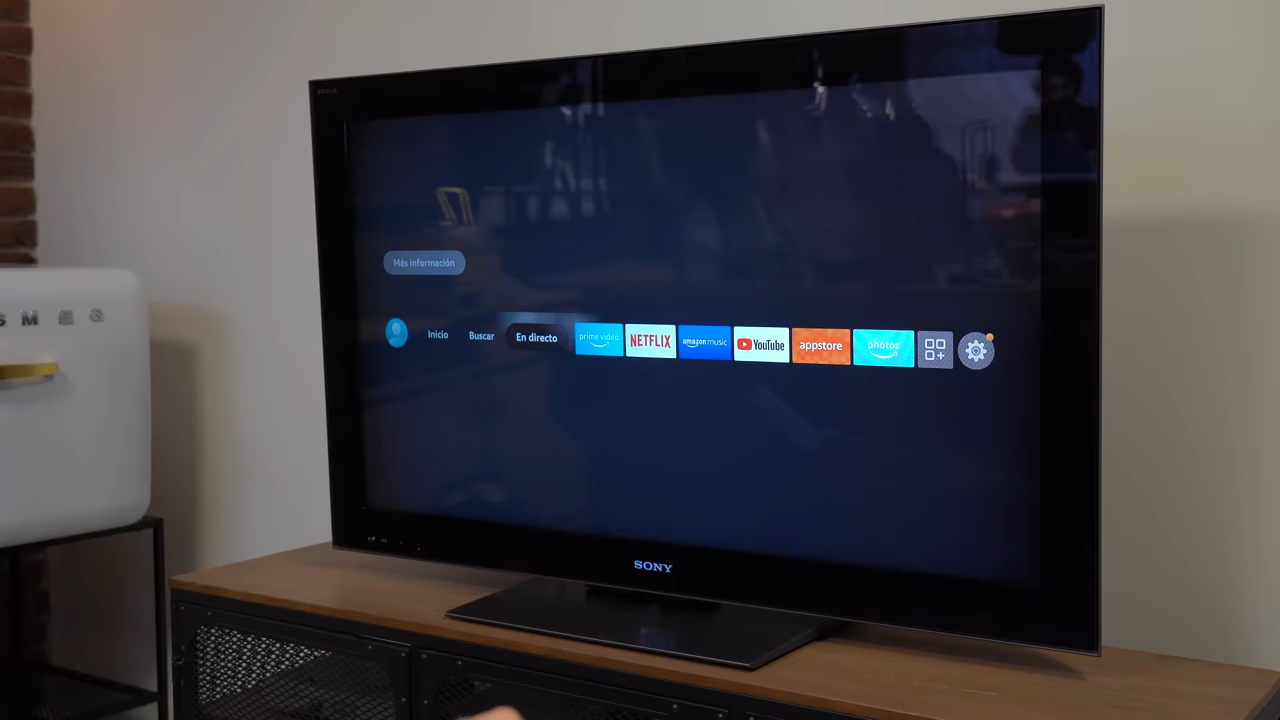 SMEG
Más información
Inicio
Buscar
En directo
prime video
NETFLIX
amazon music
YouTube
appstore
photos
SONY